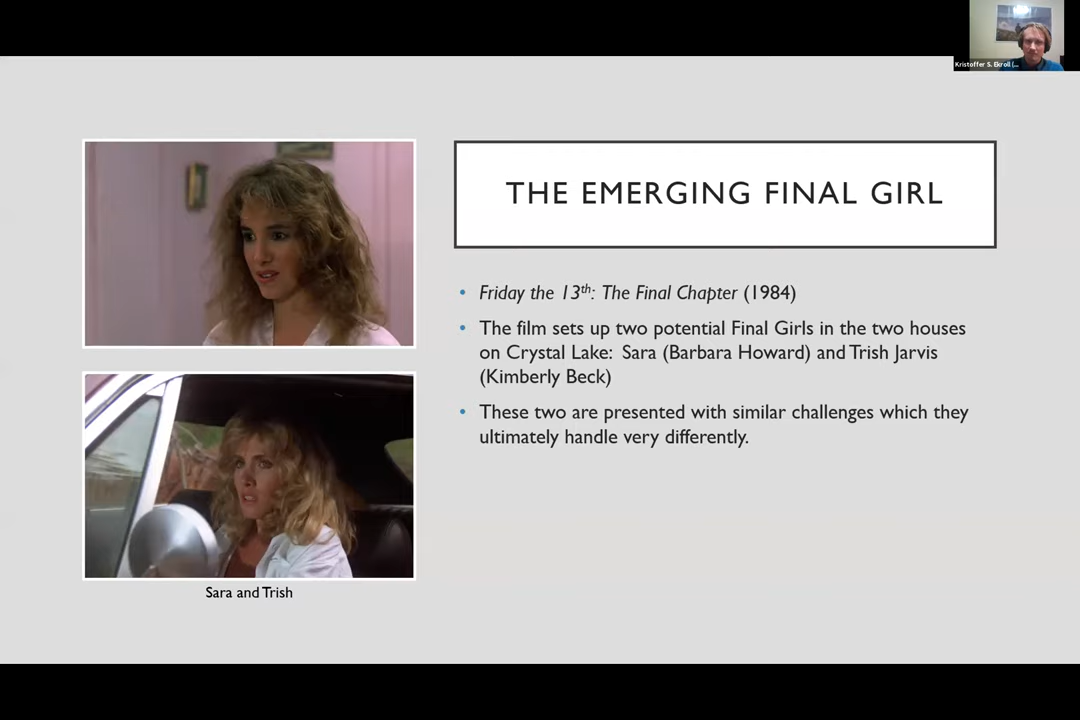 Kristoffer S. Ekroll (...
THE EMERGING FINAL GIRL
• Friday the 13th: The Final Chapter (1984)
• The film sets up two potential Final Girls in the two houses
on Crystal Lake: Sara (Barbara Howard) and Trish Jarvis
(Kimberly Beck)
• These two are presented with similar challenges which they
ultimately handle very differently.
Sara and Trish